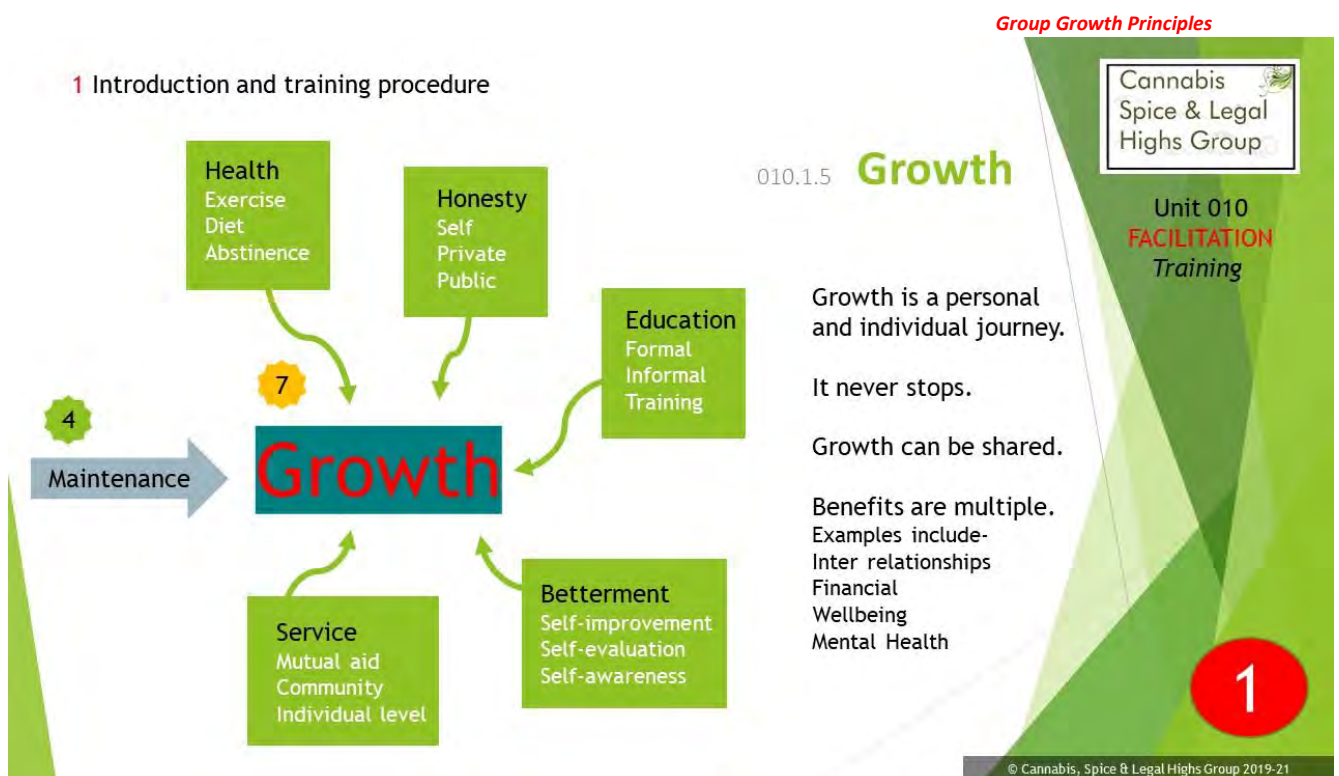 Group Growth Principles
1 Introduction and training procedure
Cannabis
Spice & Legal
Highs Group
Unit 010
FACILITATION
Training
010.1.5 Growth
Health
Exercise
Diet
Abstinence
Honesty
Self
Private
Public
Education
Formal
Informal
Training
7
4
Maintenance
Growth
Service
Mutual aid
Community
Individual level
Betterment
Self-improvement
Self-evaluation
Self-awareness
Growth is a personal
and individual journey.
It never stops.
Growth can be shared.
Benefits are multiple.
Examples include-
Inter relationships
Financial
Wellbeing
Mental Health
1
© Cannabis, Spice & Legal Highs Group 2019-21